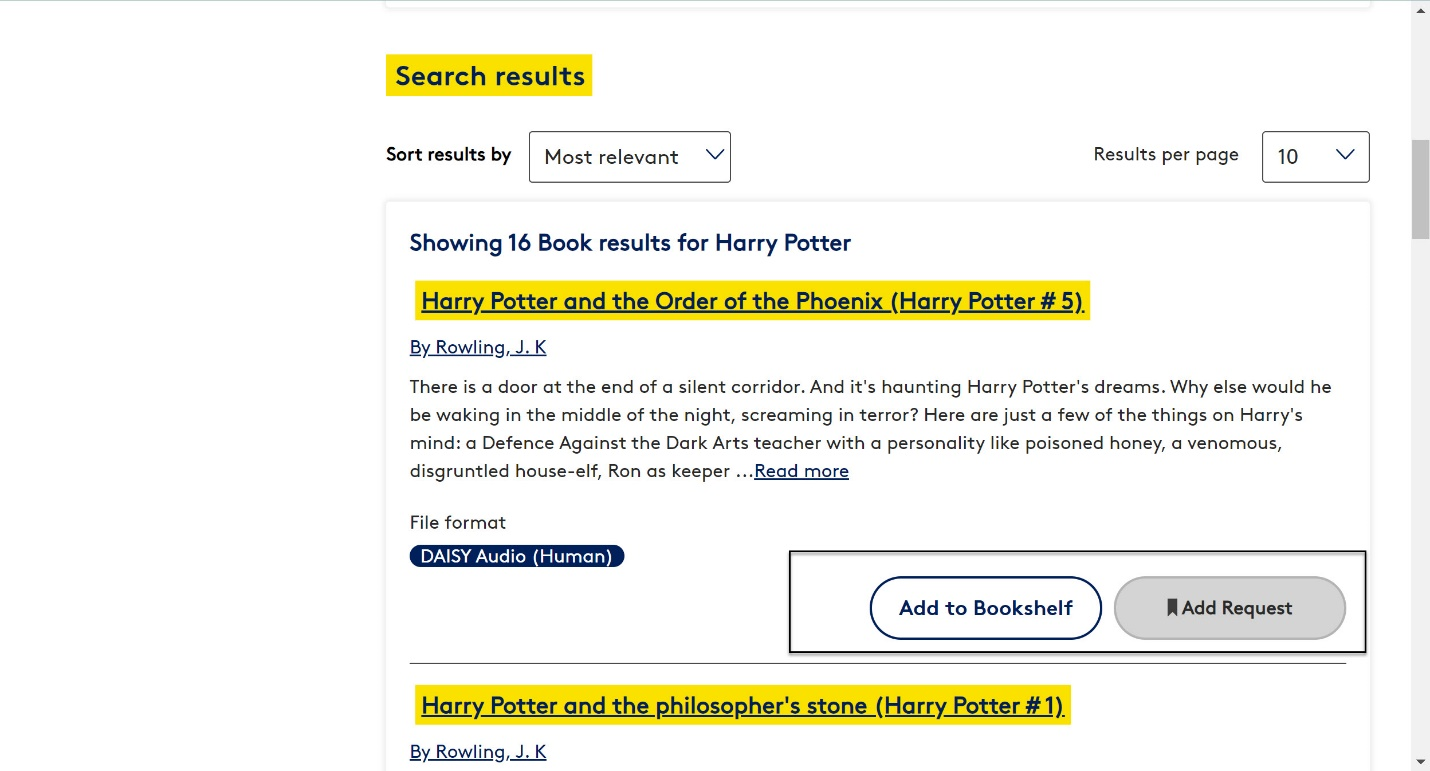 Search results
Sort results by Most relevant Results per page 10
Showing 16 Book results for Harry Potter
Harry Potter and the Order of the Phoenix (Harry Potter # 5)
By Rowling, J. K
There is a door at the end of a silent corridor. And it's haunting Harry Potter's dreams. Why else would he
be waking in the middle of the night, screaming in terror? Here are just a few of the things on Harry's
mind: a Defence Against the Dark Arts teacher with a personality like poisoned honey, a venomous,
disgruntled house-elf, Ron as keeper ...Read more
File format
DAISY Audio (Human)
Add to Bookshelf Add Request
Harry Potter and the philosopher's stone (Harry Potter # 1)
By Rowling, J. K